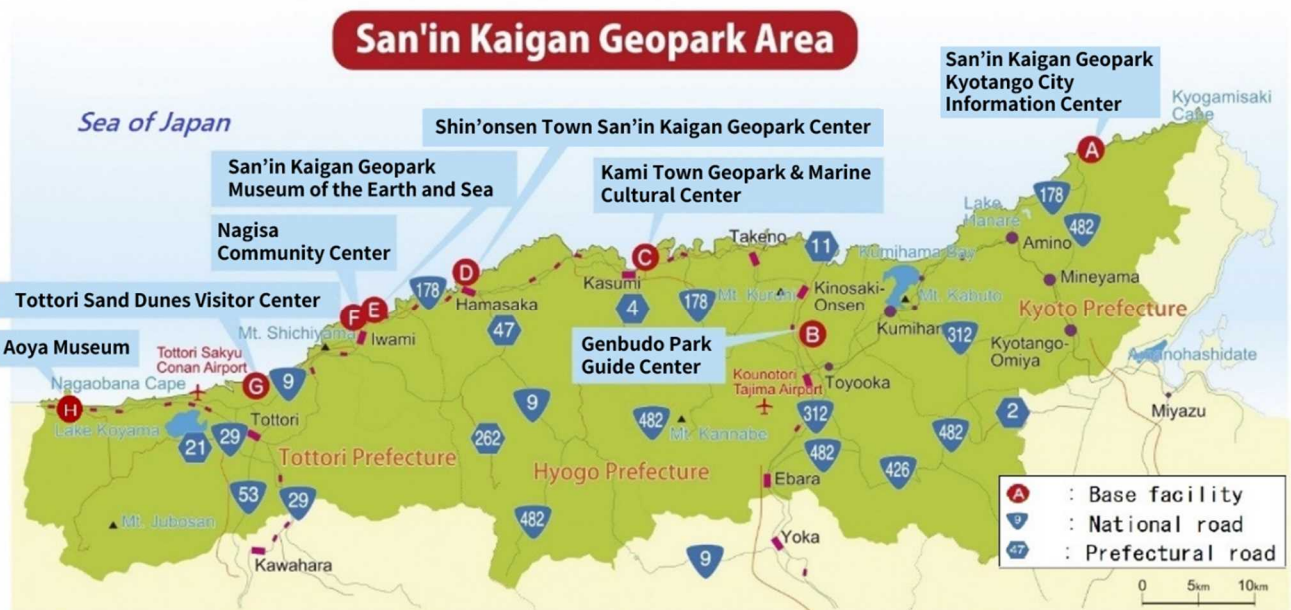 San'in Kaigan Geopark Area
Sea of Japan
San'in Kaigan Geopark
Kyotango City
Information Center
Kyogamisaki
Cape
Shin'onsen Town San'in Kaigan Geopark Center
San'in Kaigan Geopark
Museum of the Earth and Sea
Kami Town Geopark & Marine
Cultural Center
Nagisa
Community Center
Tottori Sand Dunes Visitor Center
Aoya Museum
Genbudo Park
Guide Center
A
178
482
Lake
Hanare
Amino
Mineyama
Kyoto Prefecture
Kyotango-
Omiya
Amanohashidate
Miyazu
Takeno
11
Kumihama Bay
C
Kasumi
4
178
Mt. Kuruhi
Kinosaki-
Onsen
Mt. Kabuto
B
312
D
178
Hamasaka
47
F
E
Mt. Shichiyama
Iwami
Tottori Sakyu
Conan Airport
Nagaobana Cape
G
9
H
Lake Koyama
Tottori
21
29
Tottori Prefecture
53
29
Mt. Jubosan
Kawahara
9
262
Hyogo Prefecture
482
482
Mt. Kannabe
Kounotori
Tajima Airport
Toyooka
312
482
426
482
2
Ebara
Yoka
9
A : Base facility
9 : National road
47 : Prefectural road
0 5km 10km